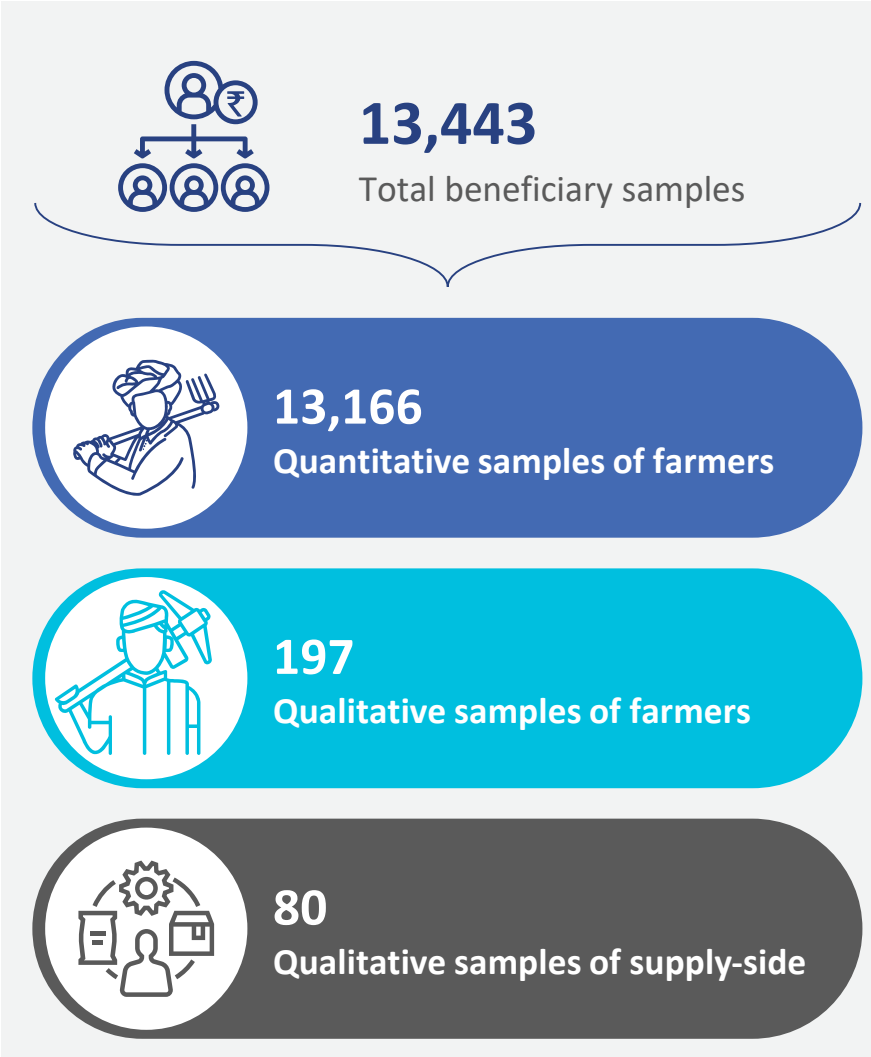 ₹
13,443
Total beneficiary samples
13,166
Quantitative samples of farmers
197
Qualitative samples of farmers
80
Qualitative samples of supply-side